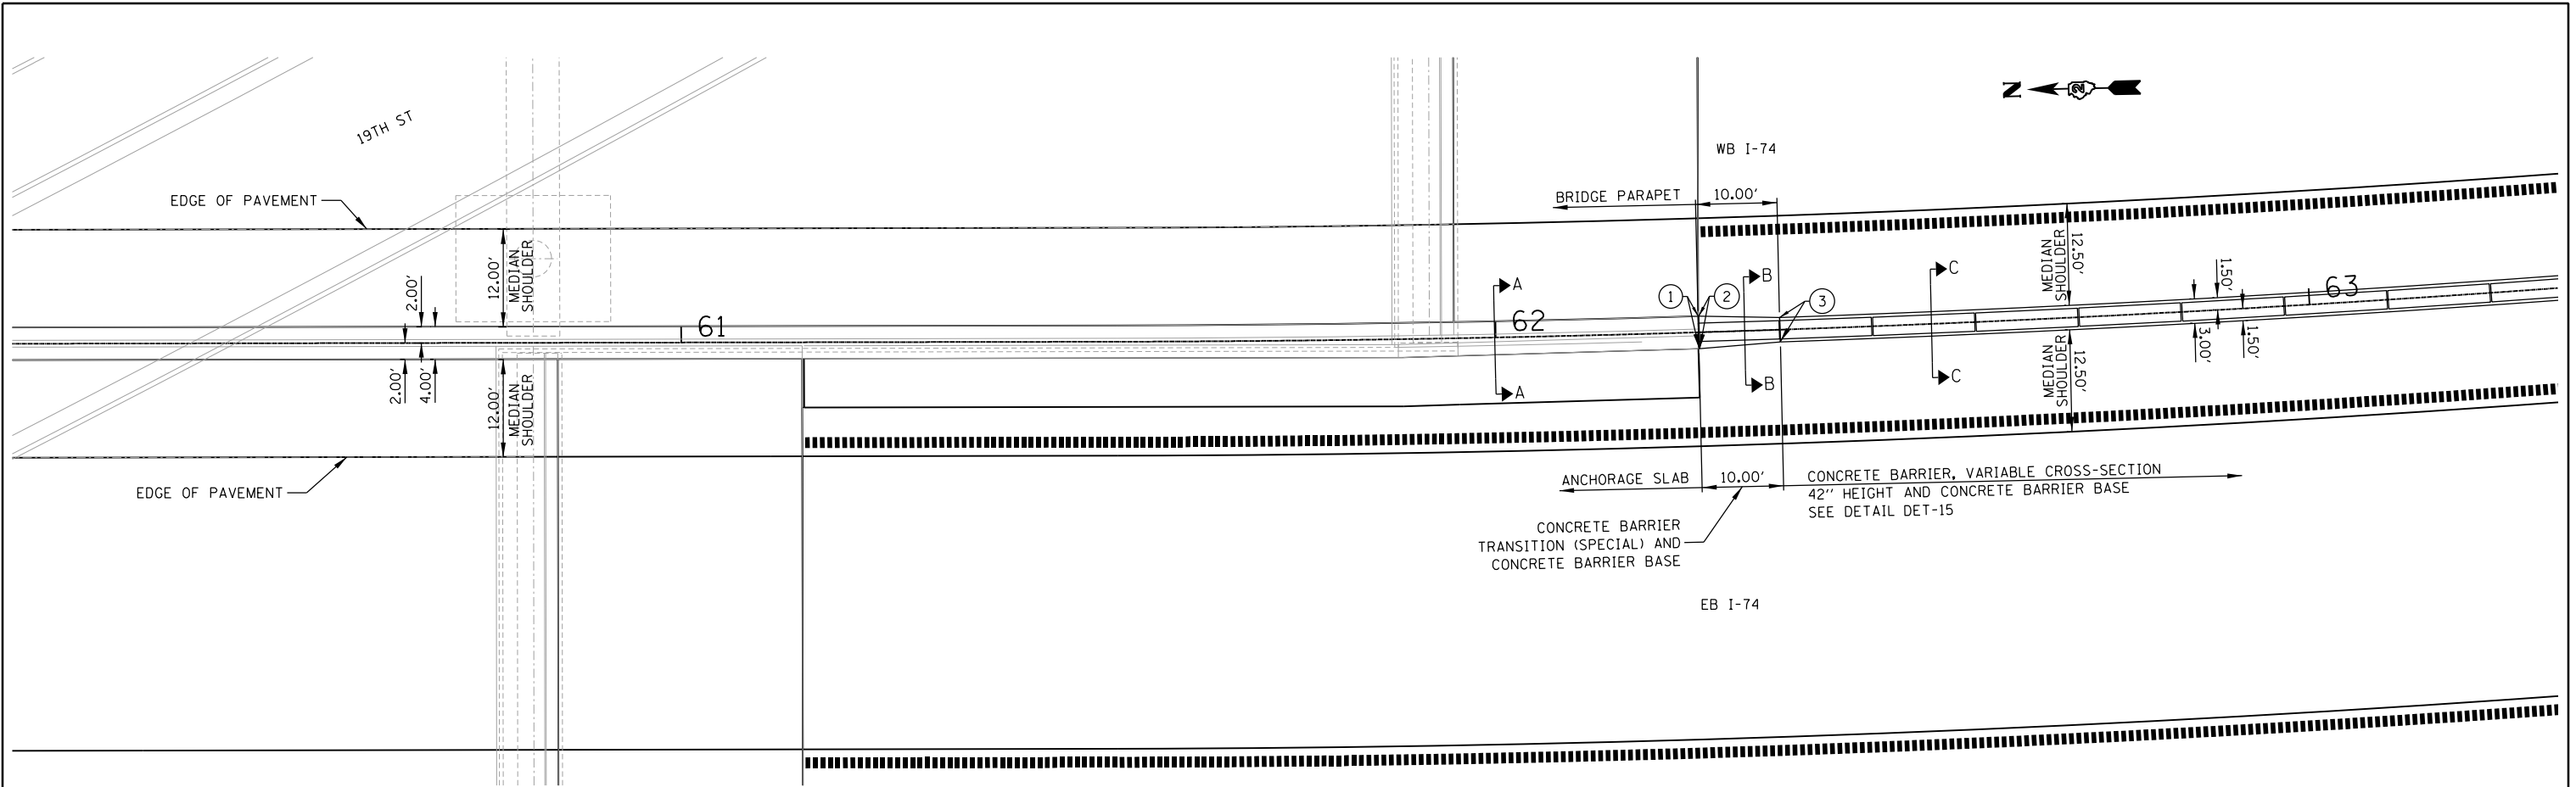 N
2
19TH ST
WB I-74
EDGE OF PAVEMENT
BRIDGE PARAPET
10.00'
2.00'
12.00'
MEDIAN
SHOULDER
A
1
2
B
3
C
MEDIAN
SHOULDER
12.50'
1.50'
61
62
63
2.00'
4.00'
12.00'
MEDIAN
SHOULDER
A
B
C
MEDIAN
SHOULDER
12.50'
3.00'
1.50'
EDGE OF PAVEMENT
ANCHORAGE SLAB
10.00'
CONCRETE BARRIER, VARIABLE CROSS-SECTION
42'' HEIGHT AND CONCRETE BARRIER BASE
SEE DETAIL DET-15
CONCRETE BARRIER
TRANSITION (SPECIAL) AND
CONCRETE BARRIER BASE
EB I-74